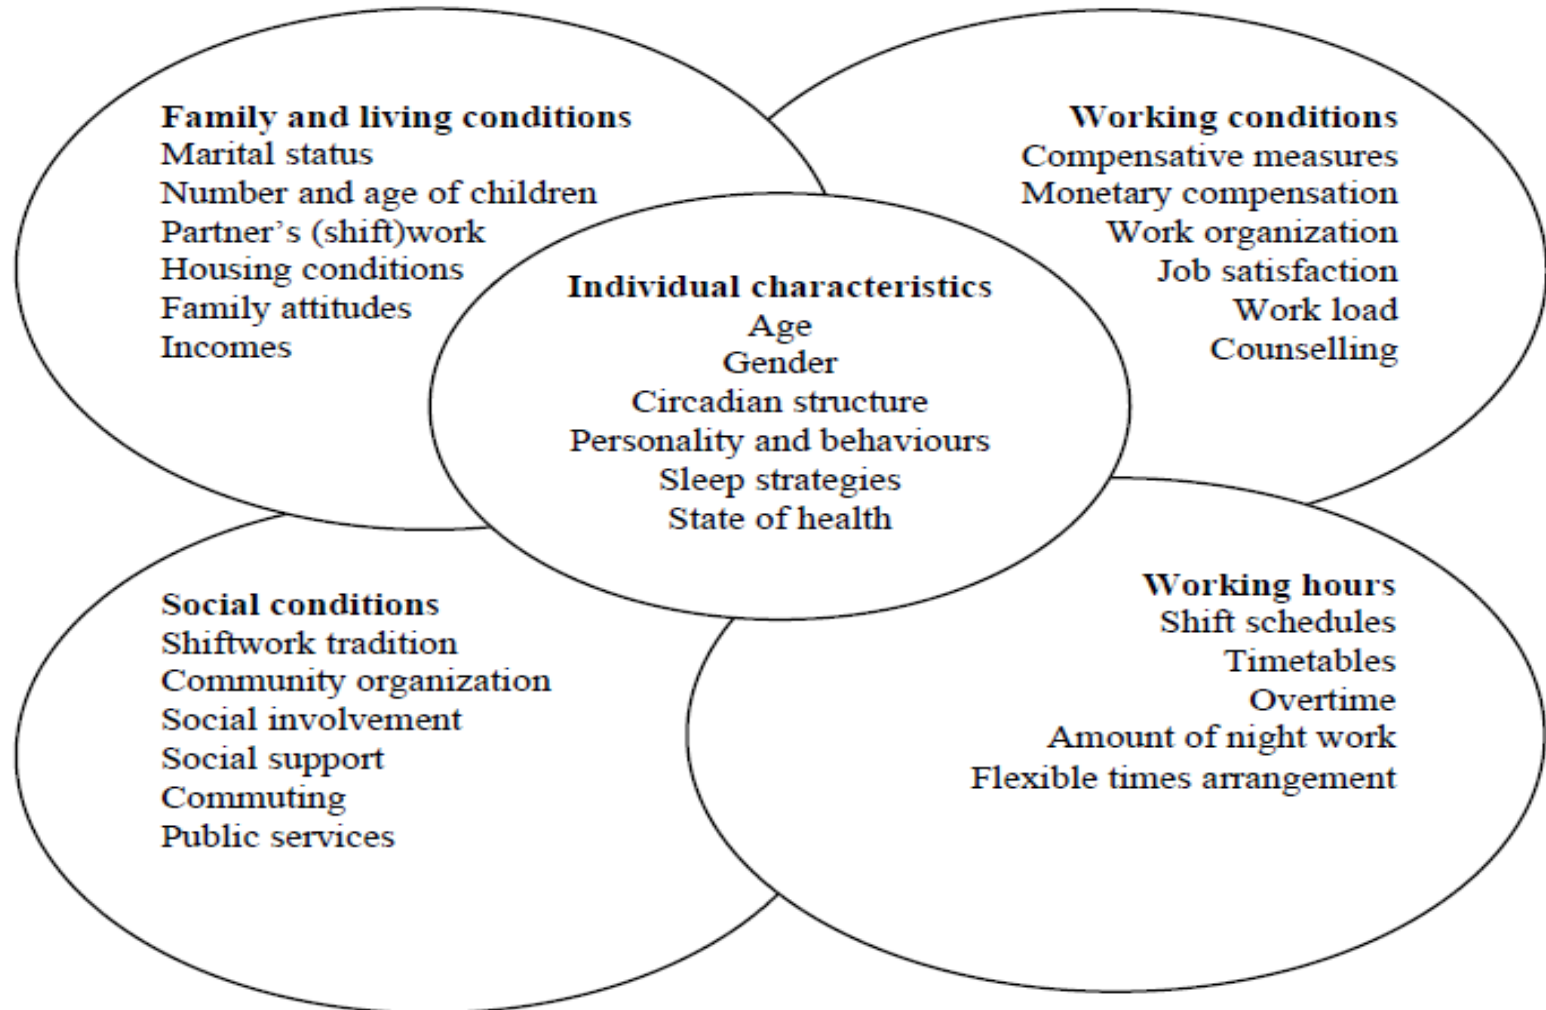 Family and living conditions
Marital status
Number and age of children
Partner's (shift)work
Housing conditions
Family attitudes
Incomes
Working conditions
Compensative measures
Monetary compensation
Work organization
Job satisfaction
Work load
Counselling
Individual characteristics
Age
Gender
Circadian structure
Personality and behaviours
Sleep strategies
State of health
Social conditions
Shiftwork tradition
Community organization
Social involvement
Social support
Commuting
Public services
Working hours
Shift schedules
Timetables
Overtime
Amount of night work
Flexible times arrangement